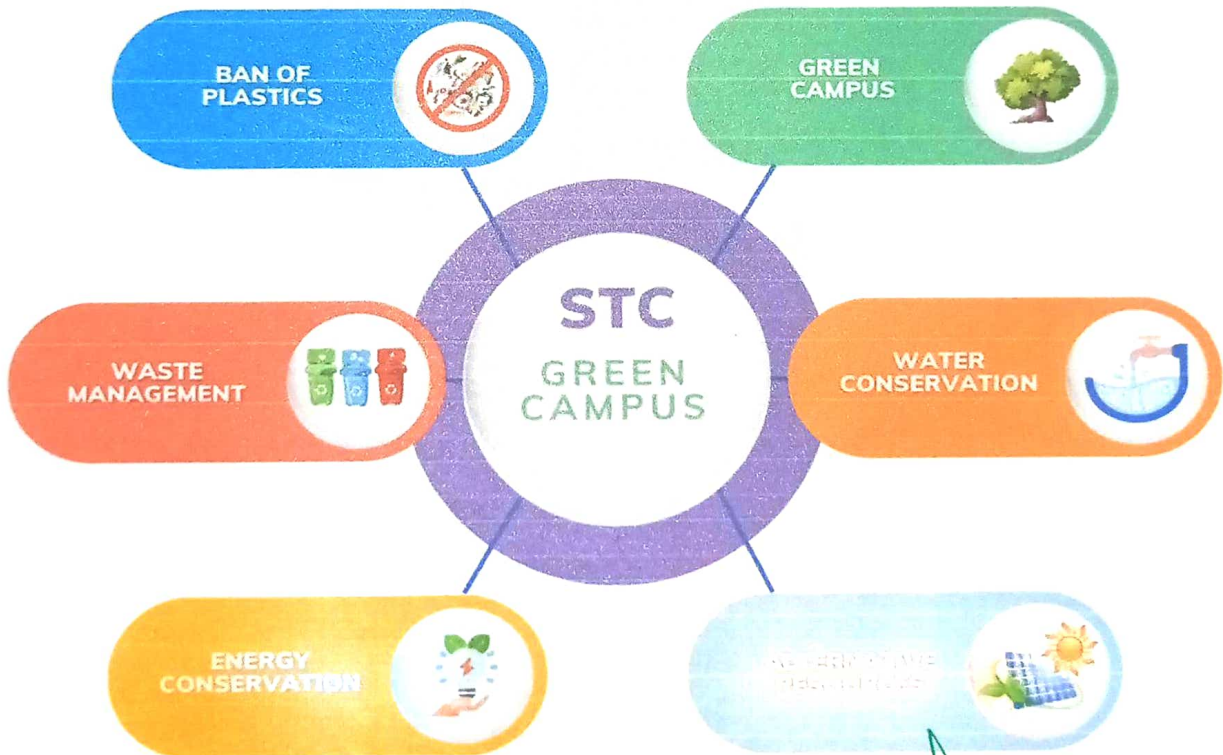 BAN OF
PLASTICS
GREEN
CAMPUS
STC
GREEN
CAMPUS
WASTE
MANAGEMENT
WATER
CONSERVATION
ENERGY
CONSERVATION